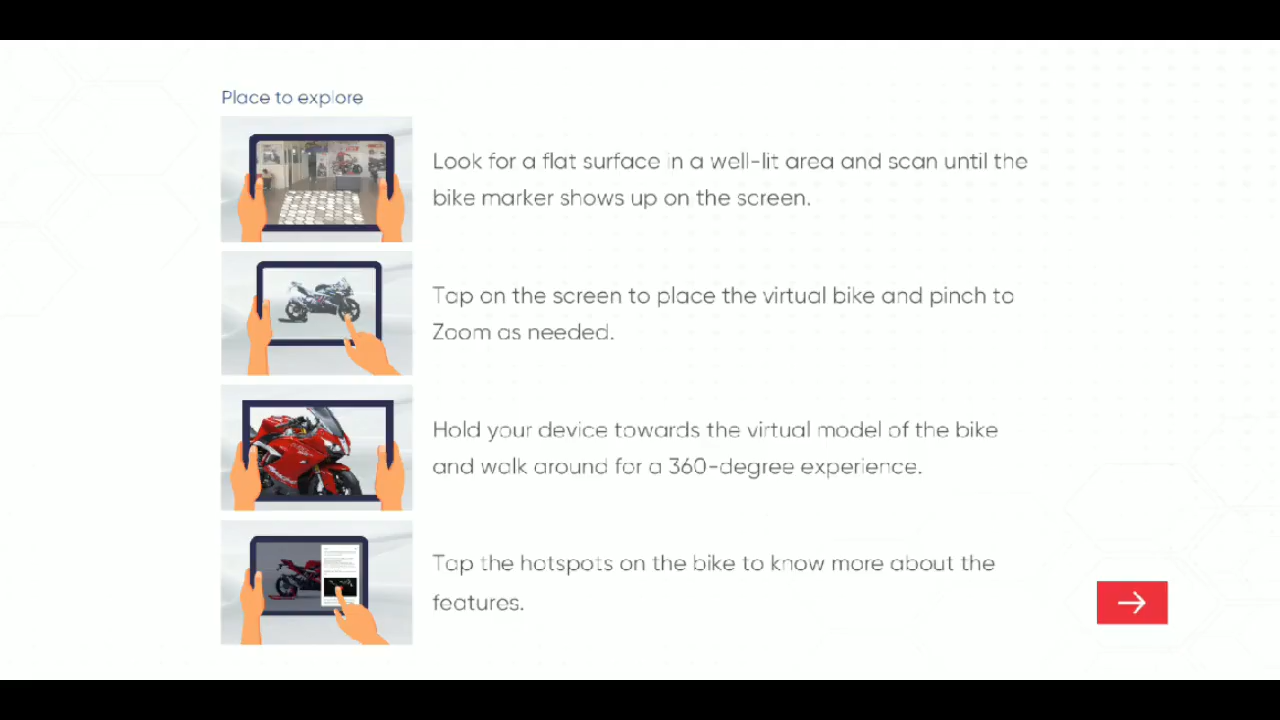 Place to explore
Look for a flat surface in a well-lit area and scan until the
bike marker shows up on the screen.
Tap on the screen to place the virtual bike and pinch to
Zoom as needed.
Hold your device towards the virtual model of the bike
and walk around for a 360-degree experience.
Tap the hotspots on the bike to know more about the
features.